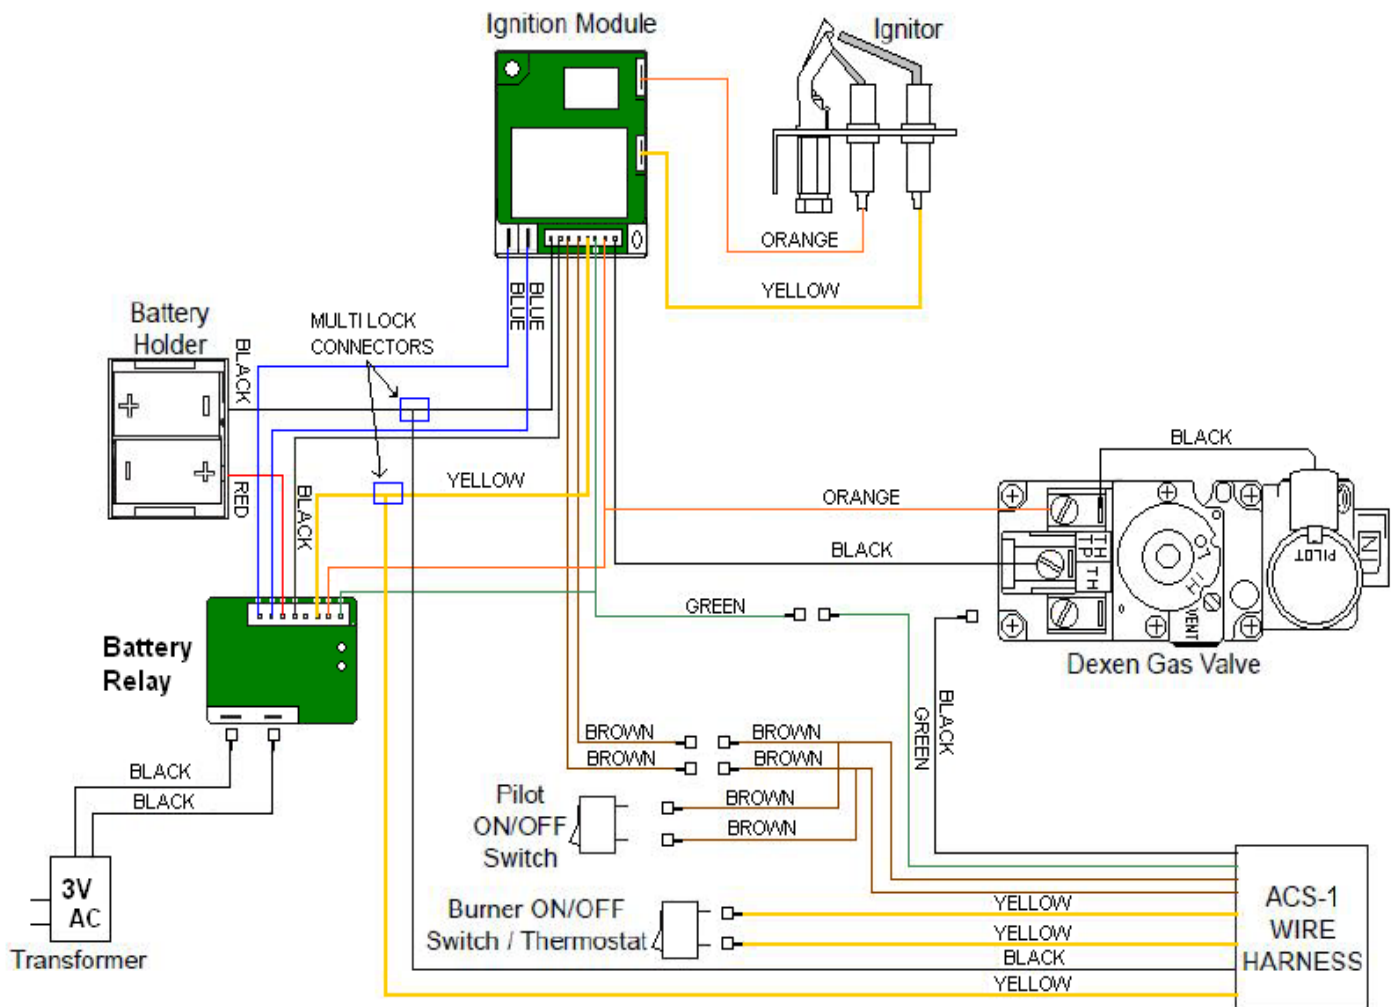 Ignition Module
Ignitor
ORANGE
YELLOW
BLUE
BLUE
Battery
Holder
BLACK
MULTI LOCK
CONNECTORS
RED
BLACK
YELLOW
BLACK
ORANGE
BLACK
TH
TP
TH
PILOT
IN
VENT
GREEN
Dexen Gas Valve
Battery
Relay
BLACK
GREEN
BROWN
BROWN
BROWN
BROWN
BLACK
BLACK
Pilot
ON/OFF
Switch
BROWN
BROWN
3V
AC
Transformer
Burner ON/OFF
Switch / Thermostat
YELLOW
YELLOW
BLACK
YELLOW
ACS-1
WIRE
HARNESS